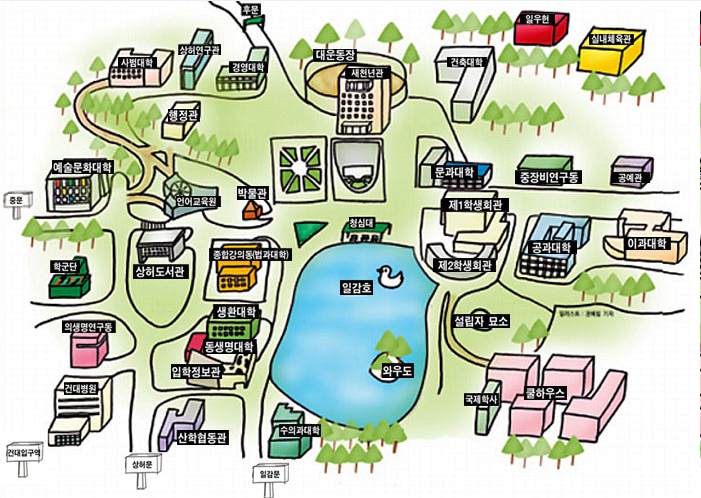 후문
일우헌
실내체육관
사범대학
상허연구관
경영대학
대운동장
새천년관
건축대학
행정관
예술문화대학
언어교육원
박물관
문과대학
중장비연구동
공예관
중문
제1학생회관
청심대
제2학생회관
공과대학
이과대학
학군단
상허도서관
종합강의동(법과대학)
일감호
생환대학
설립자 묘소
일러스트 : 권예림 기자
의생명연구동
동생명대학
입학정보관
와우도
건대병원
국제학사
쿨하우스
산학협동관
수의과대학
건대입구역
상허문
일감문